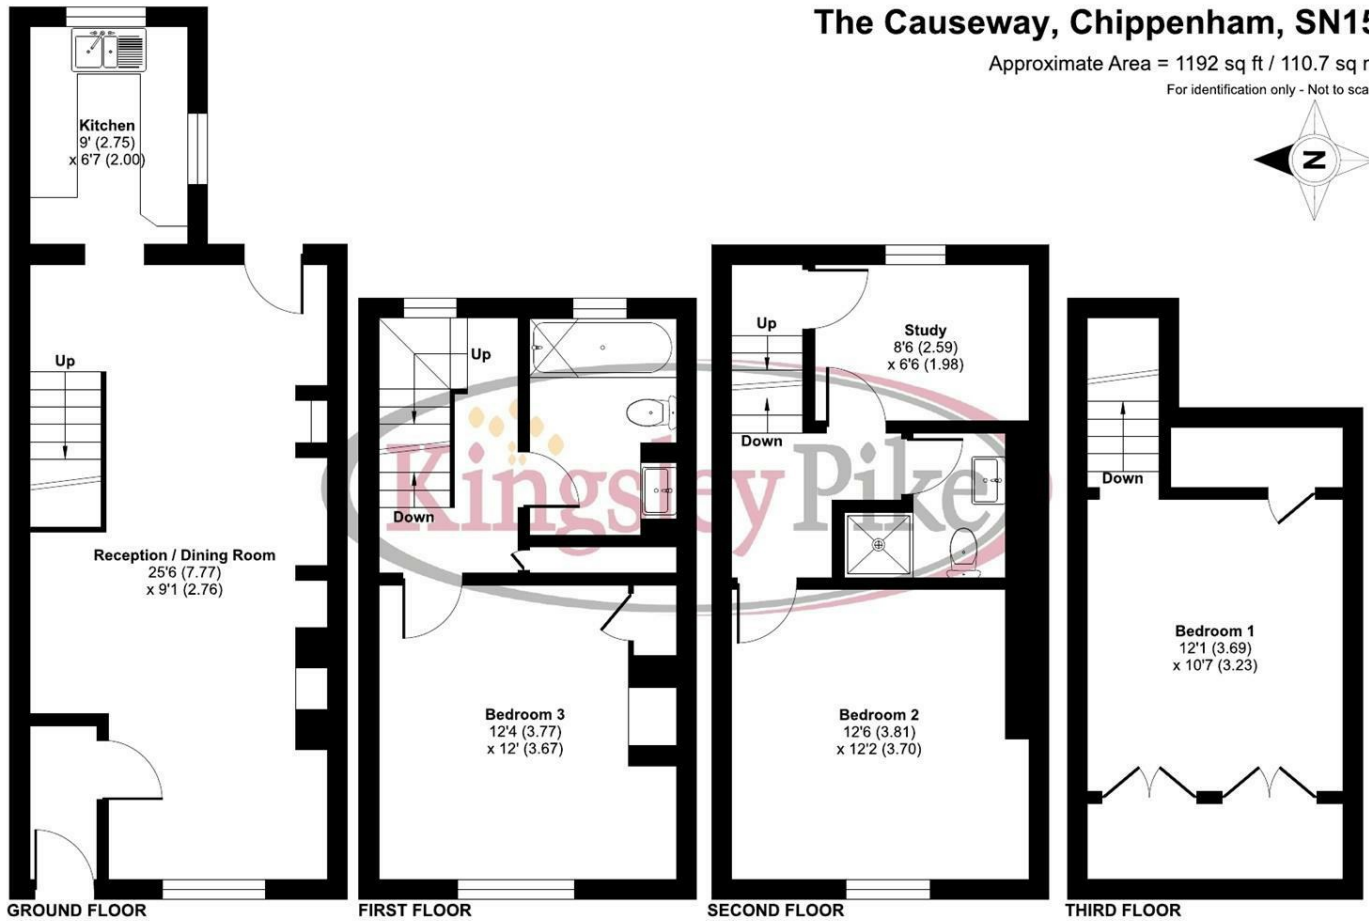 The Causeway, Chippenham, SN15
Approximate Area = 1192 sq ft / 110.7 sq m
For identification only - Not to sca
N
Kitchen
9' (2.75)
x 6'7 (2.00)
Up
Reception / Dining Room
25'6 (7.77)
x 9'1 (2.76)
GROUND FLOOR
Up
Down
Bedroom 3
12'4 (3.77)
x 12' (3.67)
FIRST FLOOR
Up
Down
Study
8'6 (2.59)
x 6'6 (1.98)
Bedroom 2
12'6 (3.81)
x 12'2 (3.70)
SECOND FLOOR
Down
Bedroom 1
12'1 (3.69)
x 10'7 (3.23)
THIRD FLOOR
Kingsley Pike